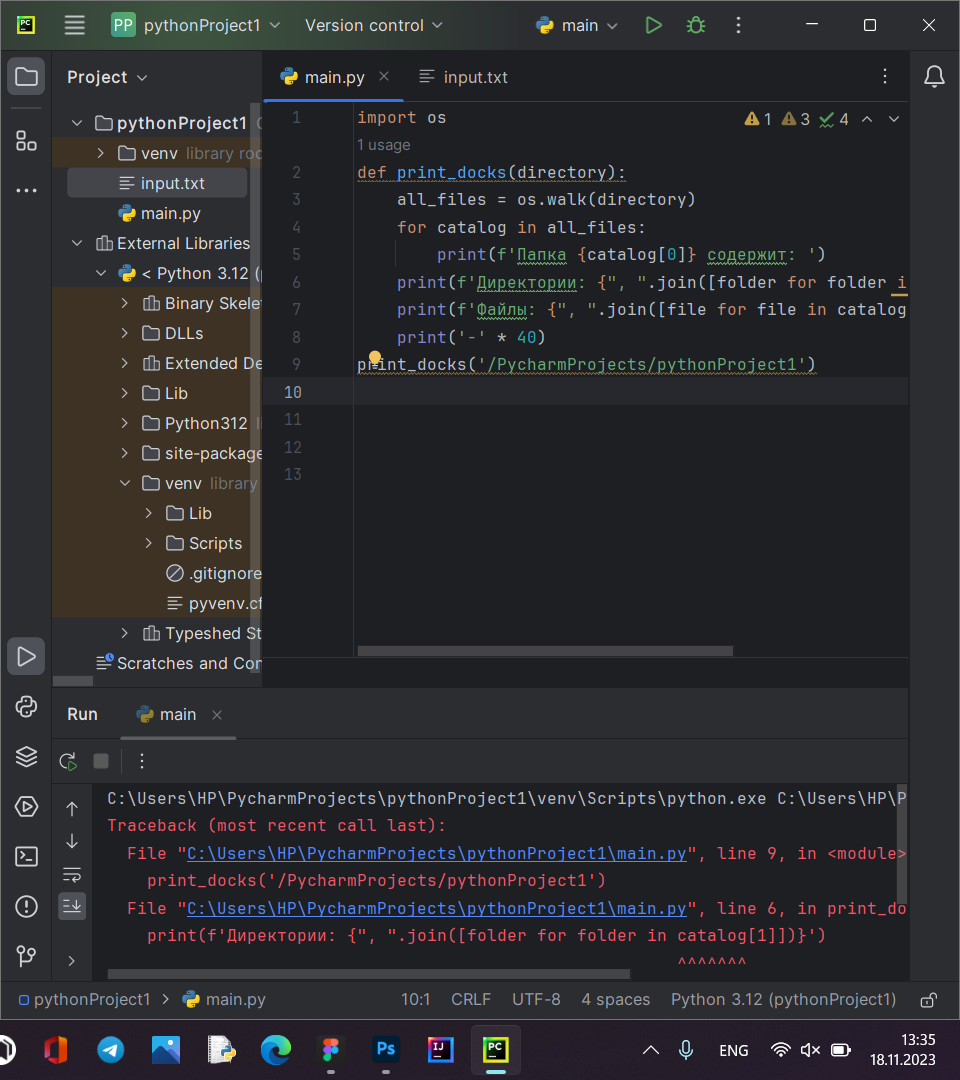 PC
PP pythonProject1 Version control main
Project
main.py input.txt
pythonProject1
venv library roo
input.txt
main.py
External Libraries
< Python 3.12 (
Binary Skele
DLLs
Extended De
Lib
Python312
site-package
venv library
Lib
Scripts
.gitignore
pyvenv.cf
Typeshed St
Scratches and Con
1 import os
1 3 4
1 usage
2 def print_docks(directory):
3 all_files = os.walk(directory)
4 for catalog in all_files:
5 print(f'Папка {catalog[0]} содержит: ')
6 print(f'Директории: {", ".join([folder for folder i
7 print(f'Файлы: {", ".join([file for file in catalog
8 print('-' * 40)
9 print_docks('/PycharmProjects/pythonProject1')
10
11
12
13
Run main
C:\Users\HP\PycharmProjects\pythonProject1\venv\Scripts\python.exe C:\Users\HP\P
Traceback (most recent call last):
File "C:\Users\HP\PycharmProjects\pythonProject1\main.py", line 9, in <module>
print_docks('/PycharmProjects/pythonProject1')
File "C:\Users\HP\PycharmProjects\pythonProject1\main.py", line 6, in print_do
print(f'Директории: {", ".join([folder for folder in catalog[1]])}')
^^^^^^^
pythonProject1 > main.py 10:1 CRLF UTF-8 4 spaces Python 3.12 (pythonProject1)
Ps IJ PC ENG 13:35
18.11.2023